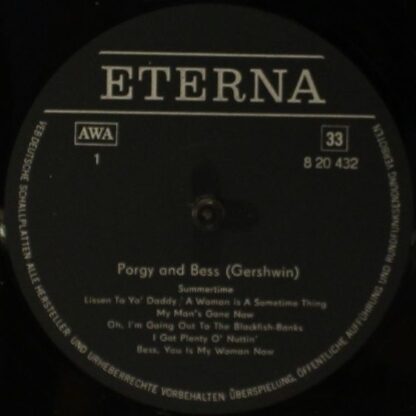 ETERNA
AWA
33
1
8 20 432
Porgy and Bess (Gershwin)
Summertime
Lissen To Yo' Daddy / A Woman is A Sometime Thing
My Man's Gone Now
Oh, I'm Going Out To The Blackfish-Banks
I Got Plenty O' Nuttin'
Bess, You Is My Woman Now
VEB DEUTSCHE SCHALLPLATTEN ALLE HERSTELLER UND URHEBERRECHTE VORBEHALTEN ÜBERSPIELUNG, ÖFFENTLICHE AUFFÜHRUNG UND RUNDFUNKSENDUNG VERBOTEN